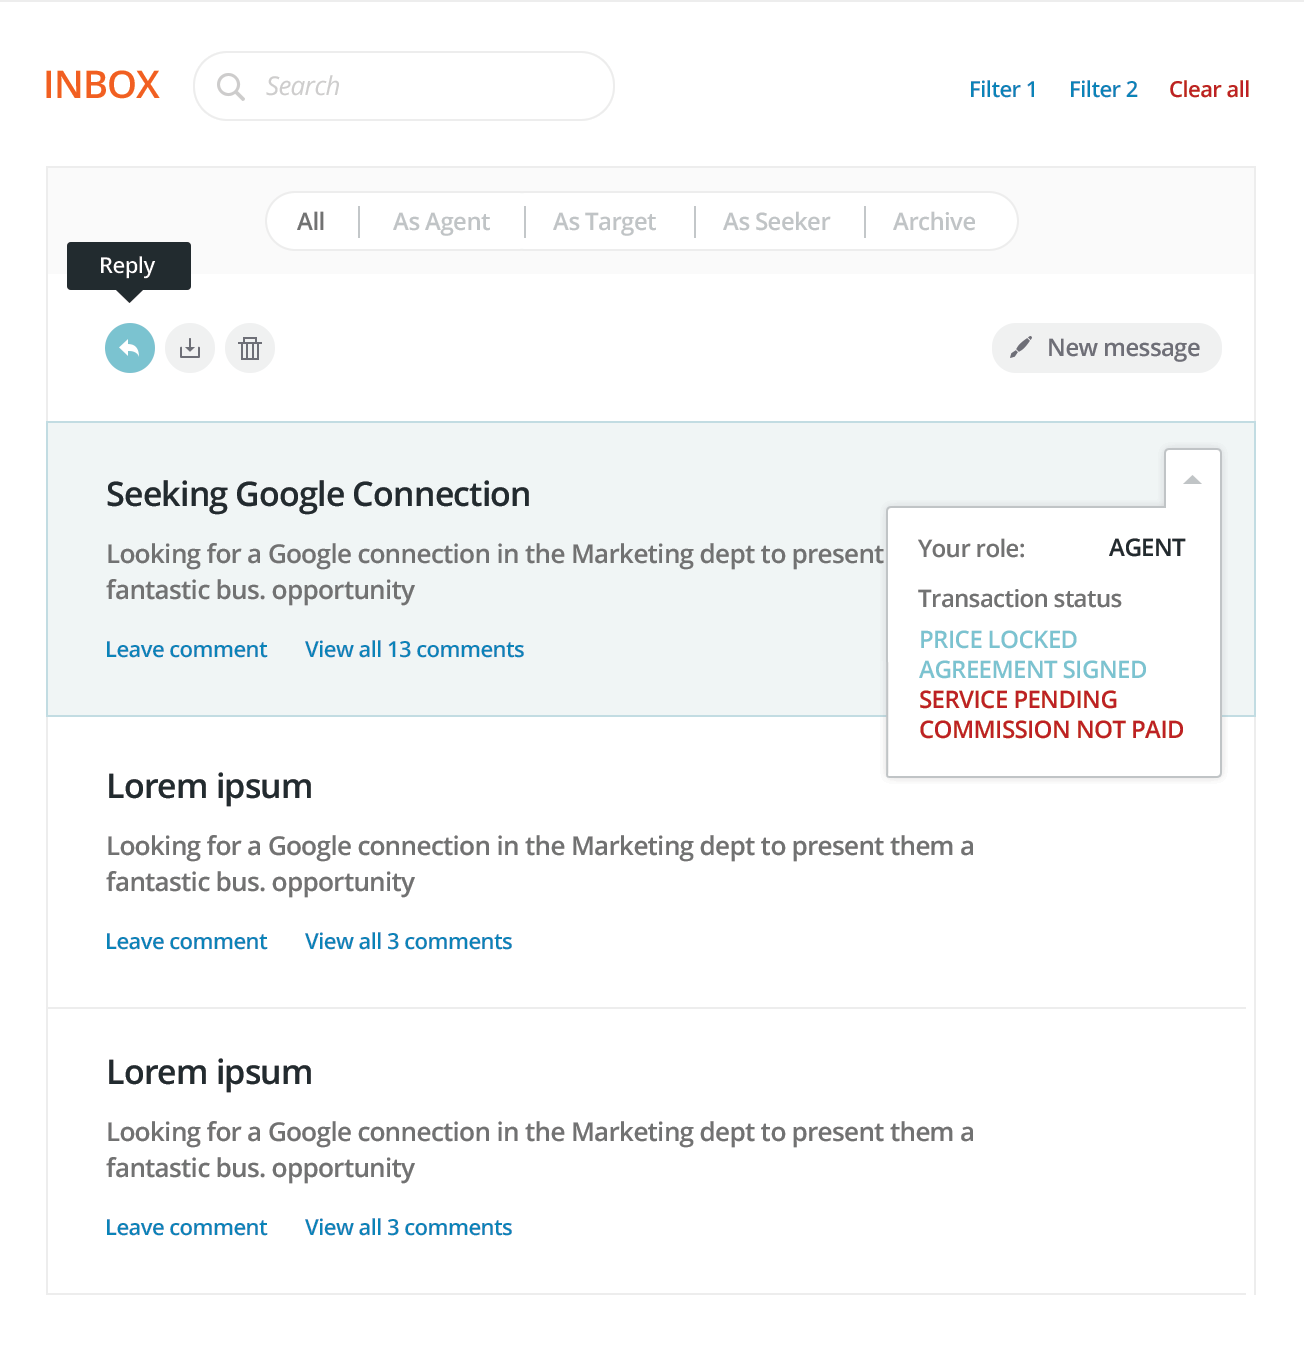 INBOX
Search
Filter 1
Filter 2
Clear all
All
As Agent
As Target
As Seeker
Archive
Reply
New message
Seeking Google Connection
Looking for a Google connection in the Marketing dept to present
fantastic bus. opportunity
Leave comment
View all 13 comments
Your role:
AGENT
Transaction status
PRICE LOCKED
AGREEMENT SIGNED
SERVICE PENDING
COMMISSION NOT PAID
Lorem ipsum
Looking for a Google connection in the Marketing dept to present them a
fantastic bus. opportunity
Leave comment
View all 3 comments
Lorem ipsum
Looking for a Google connection in the Marketing dept to present them a
fantastic bus. opportunity
Leave comment
View all 3 comments